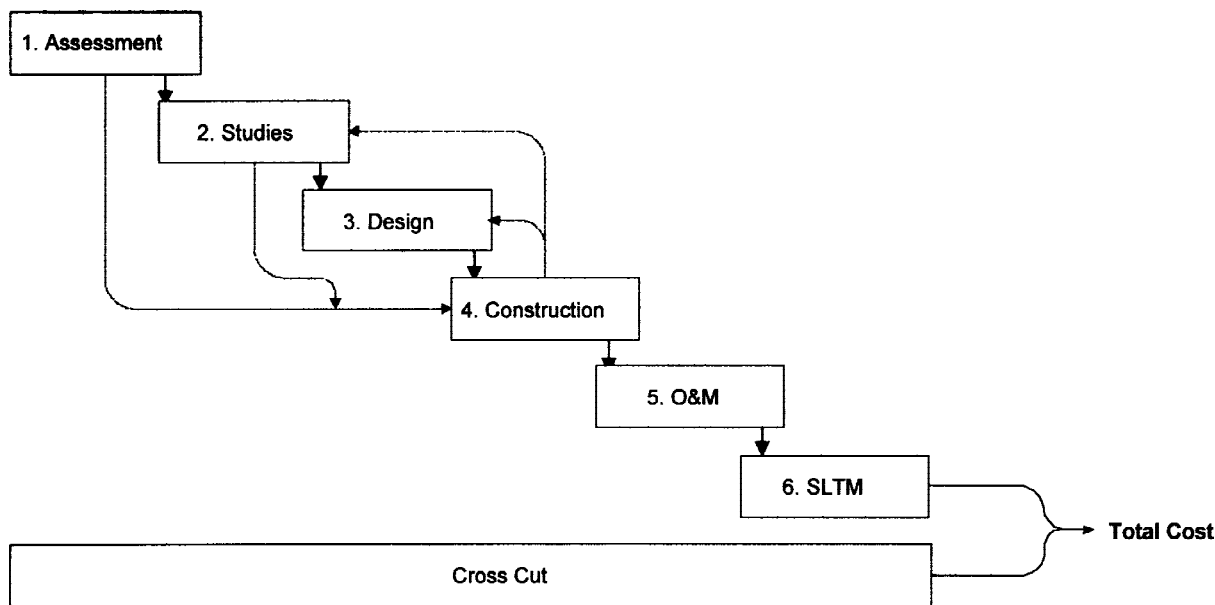 1. Assessment
2. Studies
3. Design
4. Construction
5. O&M
6. SLTM
Total Cost
Cross Cut